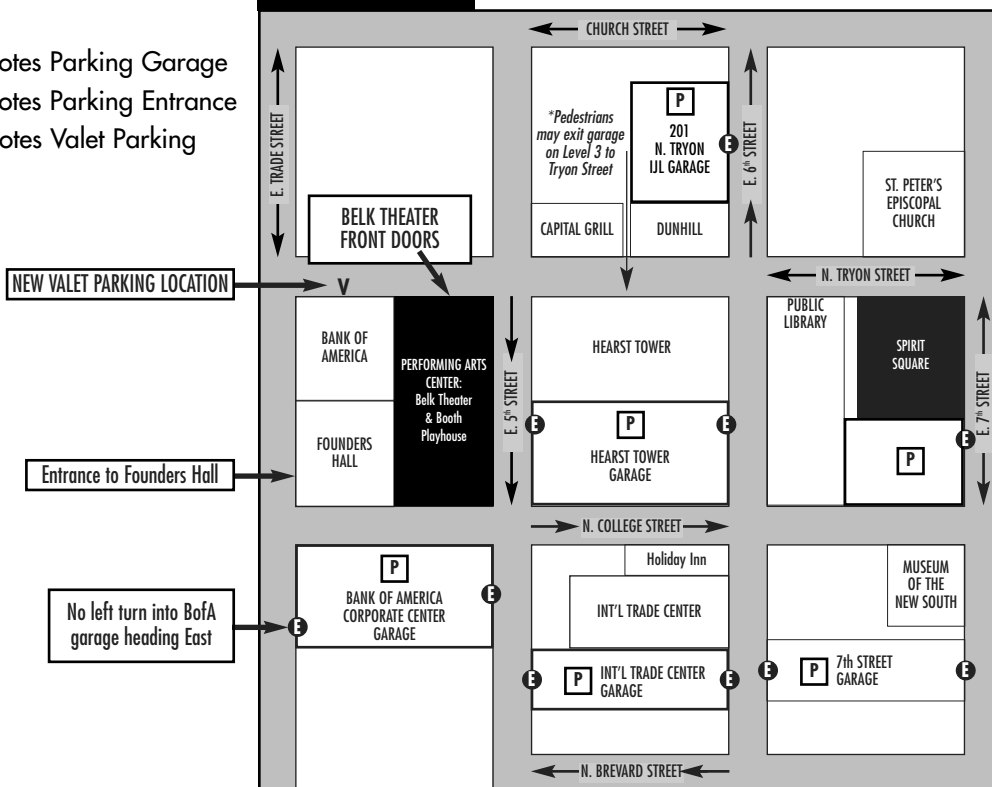 CHURCH STREET
otes Parking Garage
otes Parking Entrance
otes Valet Parking
E. TRADE STREET
*Pedestrians
may exit garage
on Level 3 to
Tryon Street
P
201
N. TRYON
IJL GARAGE
E
E. 6th STREET
ST. PETER'S
EPISCOPAL
CHURCH
BELK THEATER
FRONT DOORS
CAPITAL GRILL
DUNHILL
NEW VALET PARKING LOCATION
V
N. TRYON STREET
BANK OF
AMERICA
PERFORMING ARTS
CENTER:
Belk Theater
& Booth
Playhouse
E. 5th STREET
HEARST TOWER
PUBLIC
LIBRARY
SPIRIT
SQUARE
E. 7th STREET
FOUNDERS
HALL
E
P
E
HEARST TOWER
GARAGE
P
E
Entrance to Founders Hall
N. COLLEGE STREET
P
BANK OF AMERICA
CORPORATE CENTER
GARAGE
E
E
No left turn into BofA
garage heading East
Holiday Inn
INT'L TRADE CENTER
MUSEUM
OF THE
NEW SOUTH
E
P
INT'L TRADE CENTER
GARAGE
E
E
P
7th STREET
GARAGE
E
N. BREVARD STREET